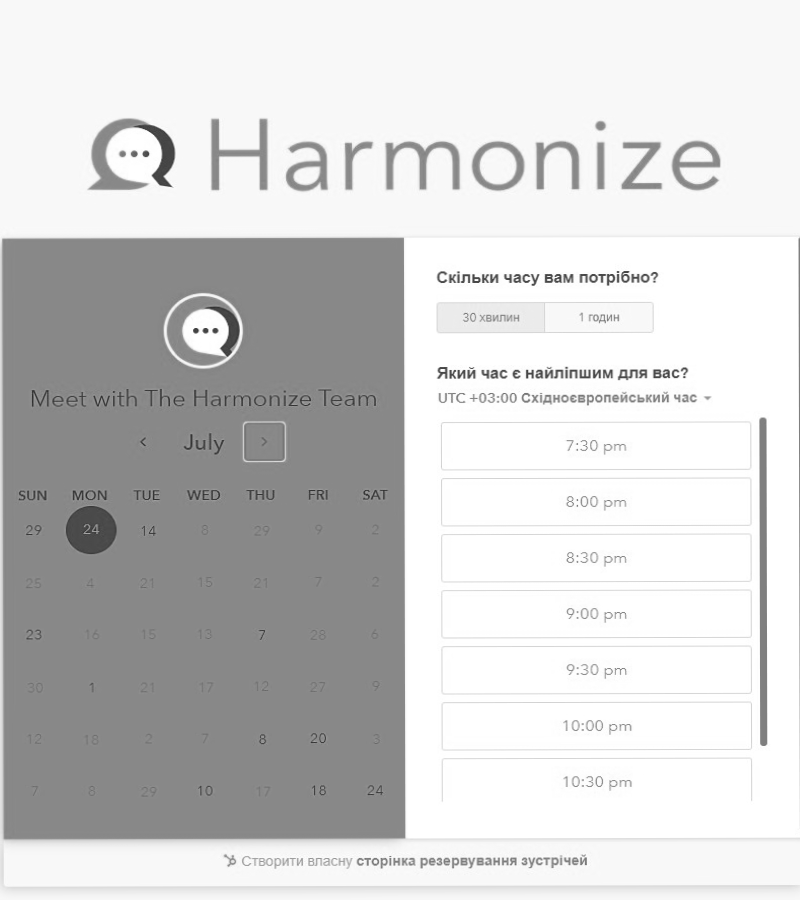 Harmonize
Meet with The Harmonize Team
July
SUN MON TUE WED THU FRI SAT
29 24 14 8 29 9 2
25 4 21 15 21 7 2
23 16 15 13 7 28 6
30 1 21 17 12 27 9
12 18 2 7 8 20 3
7 8 29 10 17 18 24
Скільки часу вам потрібно?
30 хвилин 1 годин
Який час є найліпшим для вас?
UTC +03:00 Східноєвропейський час
7:30 pm
8:00 pm
8:30 pm
9:00 pm
9:30 pm
10:00 pm
10:30 pm
Створити власну сторінка резервування зустрічей